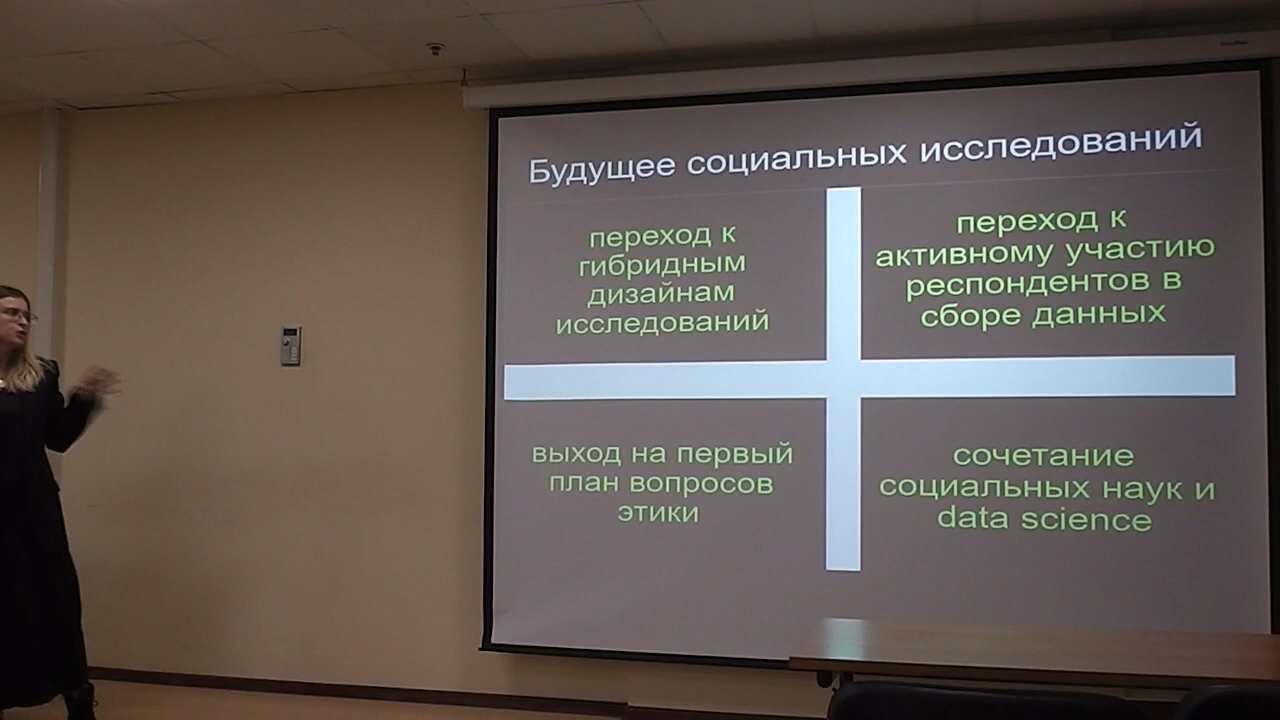 Будущее социальных исследований
переход к
гибридным
дизайнам
исследований
переход к
активному участию
респондентов в
сборе данных
выход на первый
план вопросов
этики
сочетание
социальных наук и
data science